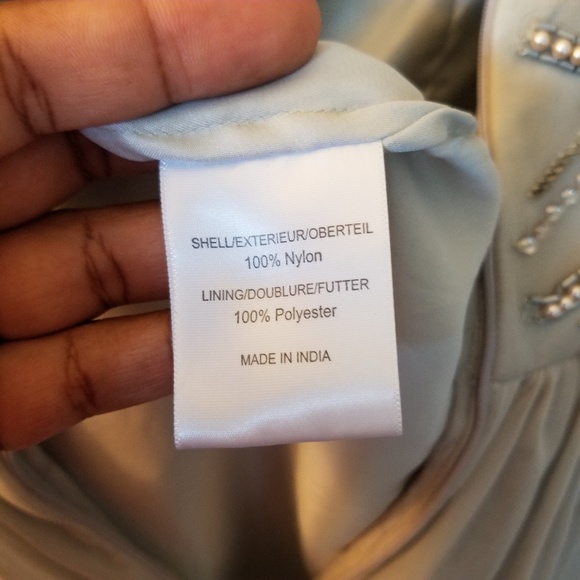 SHELL/EXTERIEUR/OBERTEIL
100% Nylon
LINING/DOUBLURE/FUTTER
100% Polyester
MADE IN INDIA